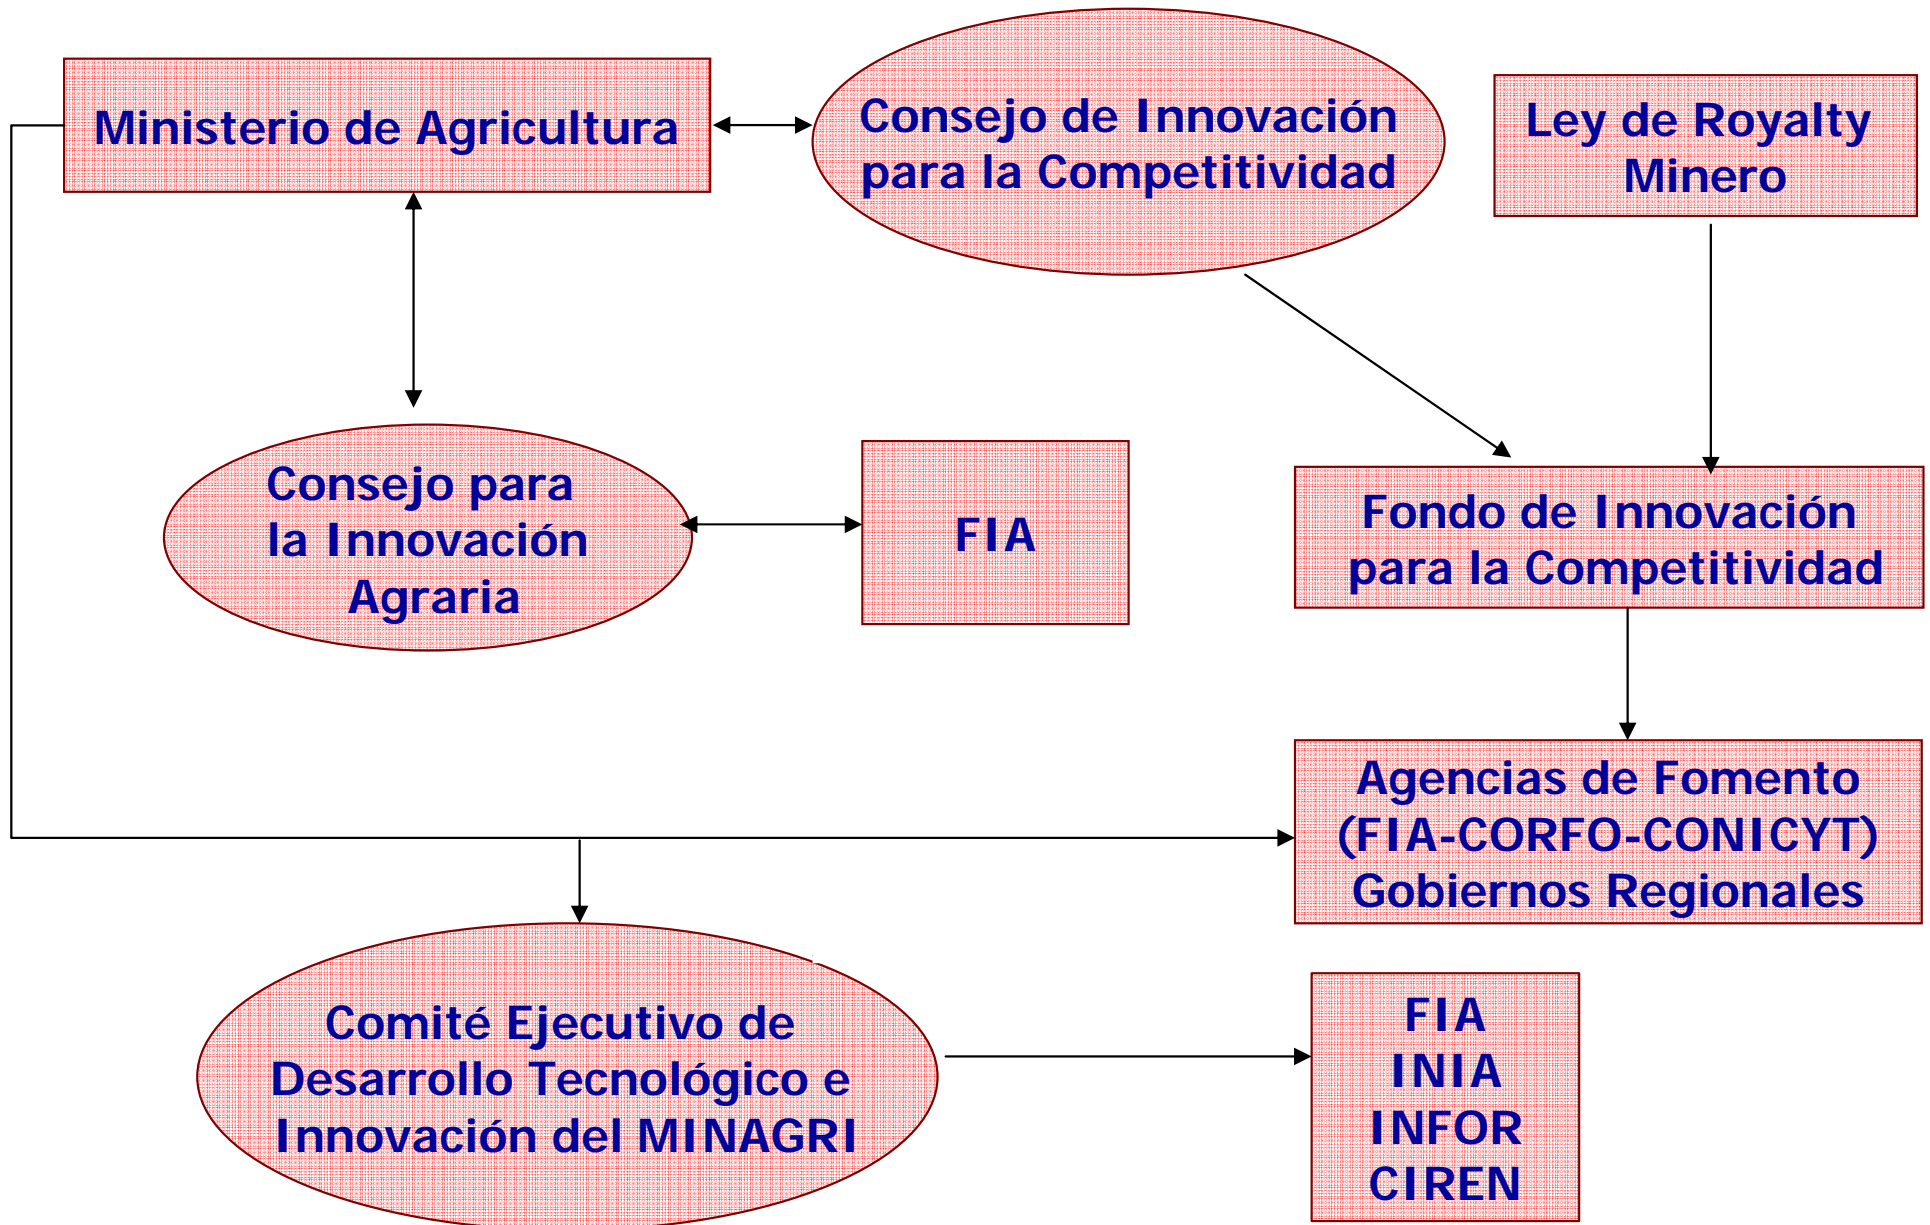 Ministerio de Agricultura
Consejo de Innovación
para la Competitividad
Ley de Royalty
Minero
Consejo para
la Innovación
Agraria
FIA
Fondo de Innovación
para la Competitividad
Agencias de Fomento
(FIA-CORFO-CONICYT)
Gobiernos Regionales
Comité Ejecutivo de
Desarrollo Tecnológico e
Innovación del MINAGRI
FIA
INIA
INFOR
CIREN